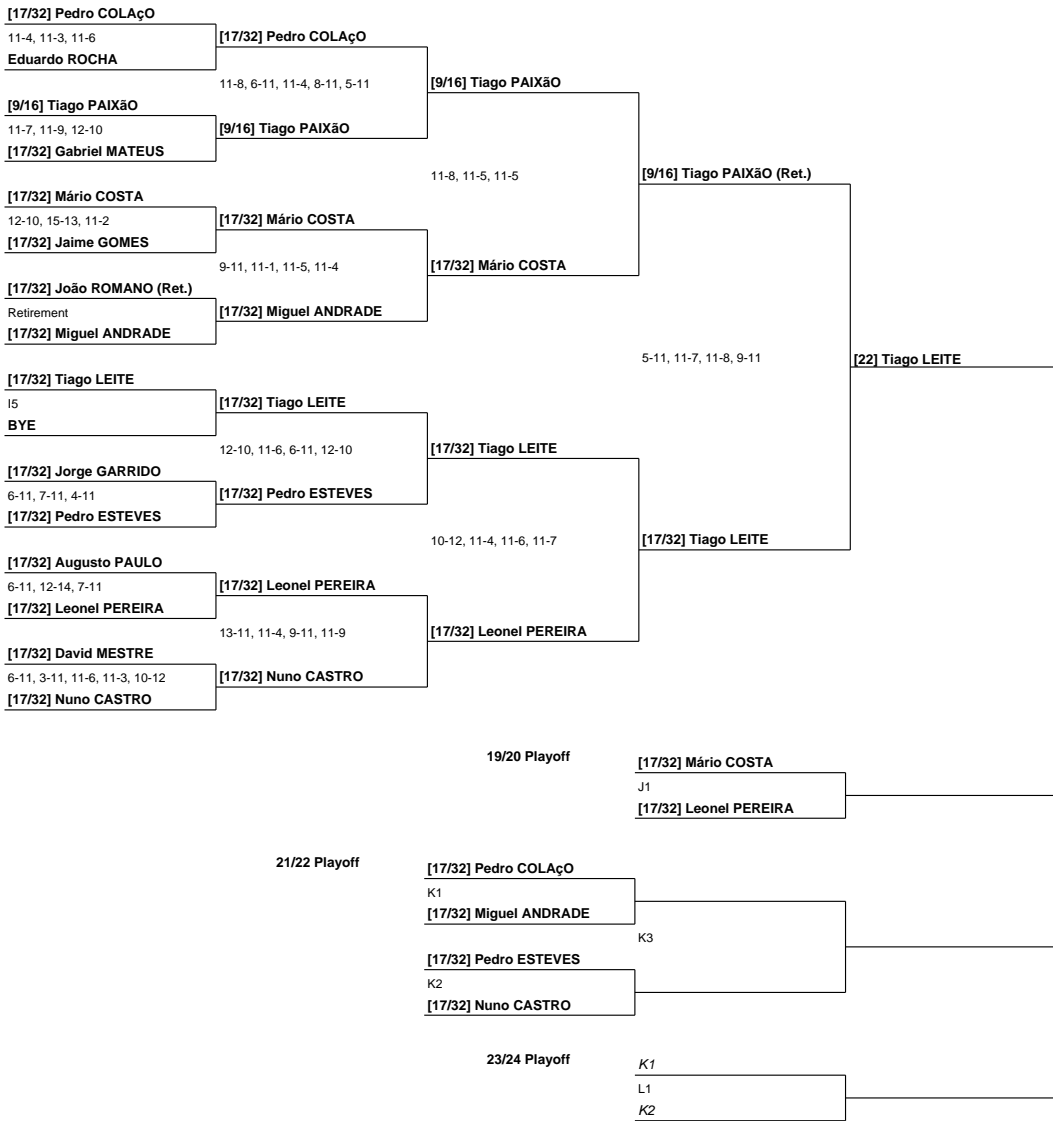 [17/32] Pedro COLAçO
11-4, 11-3, 11-6
[17/32] Pedro COLAçO
Eduardo ROCHA
11-8, 6-11, 11-4, 8-11, 5-11
[9/16] Tiago PAIXãO
[9/16] Tiago PAIXãO
11-7, 11-9, 12-10
[9/16] Tiago PAIXãO
[17/32] Gabriel MATEUS
11-8, 11-5, 11-5
[9/16] Tiago PAIXãO (Ret.)
[17/32] Mário COSTA
12-10, 15-13, 11-2
[17/32] Mário COSTA
[17/32] Jaime GOMES
9-11, 11-1, 11-5, 11-4
[17/32] Mário COSTA
[17/32] João ROMANO (Ret.)
Retirement
[17/32] Miguel ANDRADE
[17/32] Miguel ANDRADE
5-11, 11-7, 11-8, 9-11
[22] Tiago LEITE
[17/32] Tiago LEITE
I5
[17/32] Tiago LEITE
BYE
12-10, 11-6, 6-11, 12-10
[17/32] Tiago LEITE
[17/32] Jorge GARRIDO
6-11, 7-11, 4-11
[17/32] Pedro ESTEVES
[17/32] Pedro ESTEVES
10-12, 11-4, 11-6, 11-7
[17/32] Tiago LEITE
[17/32] Augusto PAULO
6-11, 12-14, 7-11
[17/32] Leonel PEREIRA
[17/32] Leonel PEREIRA
13-11, 11-4, 9-11, 11-9
[17/32] Leonel PEREIRA
[17/32] David MESTRE
6-11, 3-11, 11-6, 11-3, 10-12
[17/32] Nuno CASTRO
[17/32] Nuno CASTRO
19/20 Playoff
[17/32] Mário COSTA
J1
[17/32] Leonel PEREIRA
21/22 Playoff
[17/32] Pedro COLAçO
K1
[17/32] Miguel ANDRADE
K3
[17/32] Pedro ESTEVES
K2
[17/32] Nuno CASTRO
23/24 Playoff
K1
L1
K2